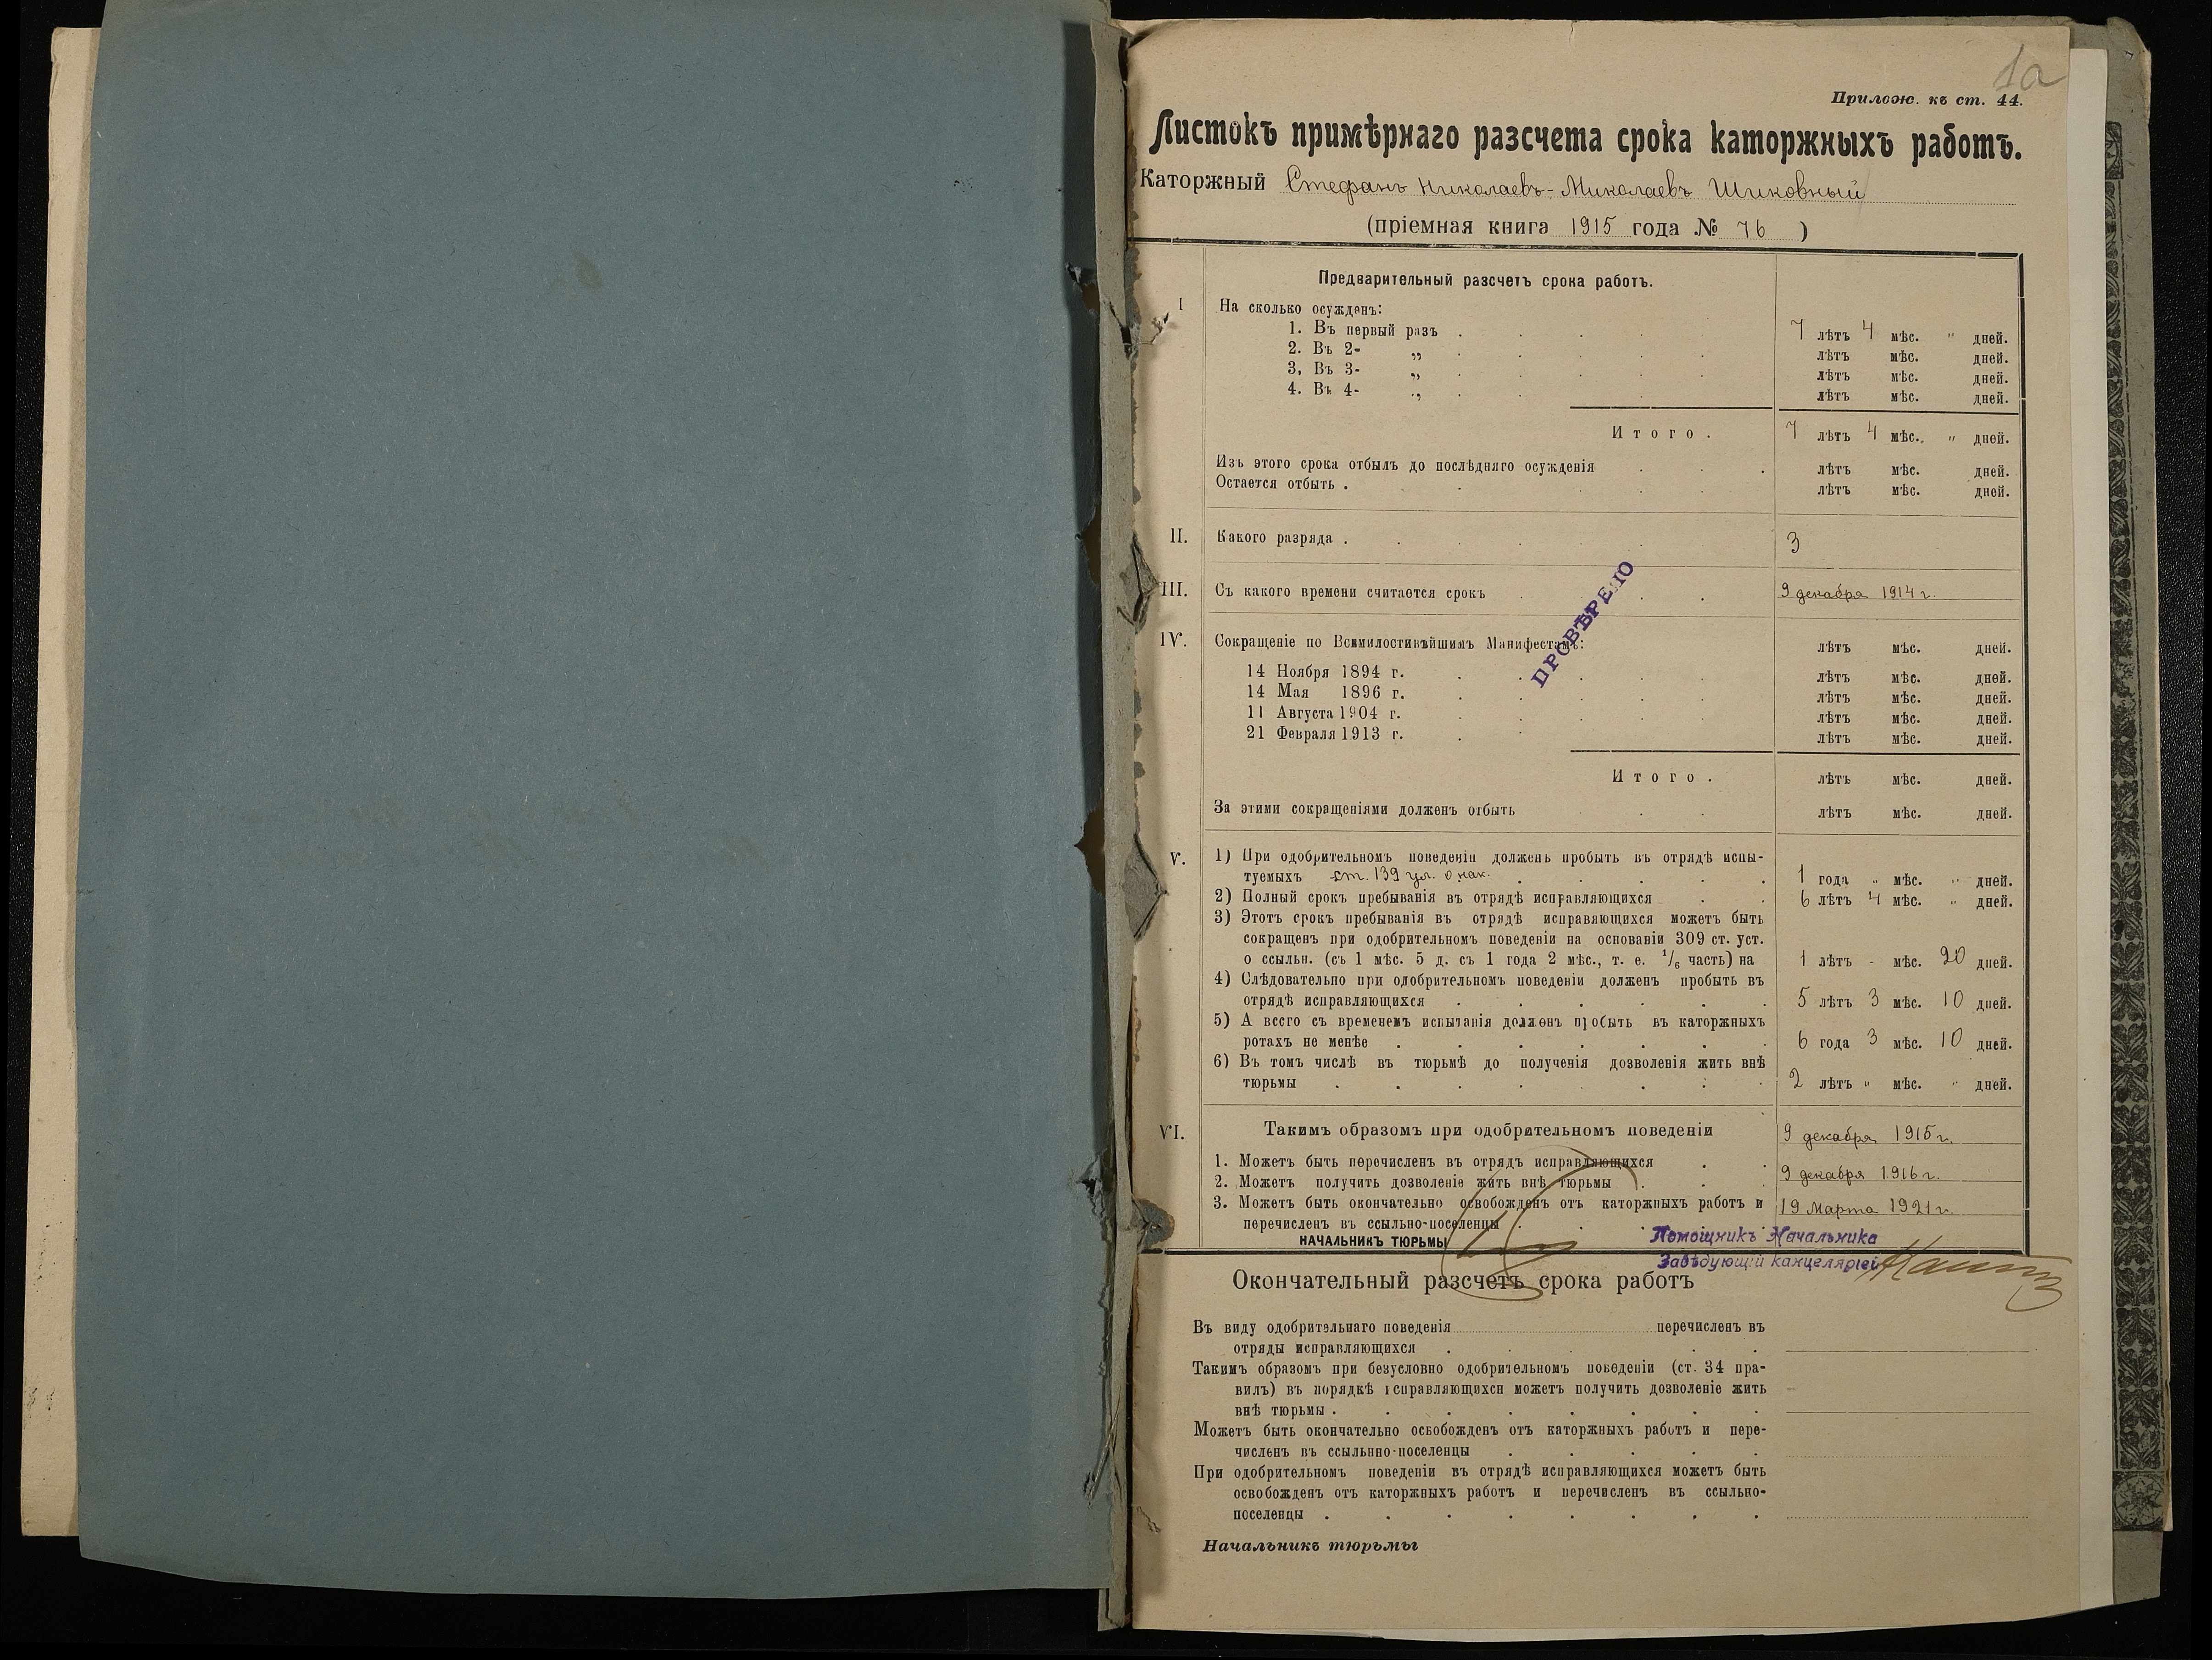 1а
Прилож. къ ст. 44.
Листокъ примѣрнаго разсчета срока каторжныхъ работъ.
Каторжный Стефанъ Николаевъ-Миколаевъ Шиковный
(пріемная книга 1915 года № 76 )
Предварительный разсчетъ срока работъ.
I На сколько осужденъ:
1. Въ первый разъ . . . . 7 лѣтъ 4 мѣс. " дней.
2. Въ 2- „ . . . . лѣтъ мѣс. дней.
3, Въ 3- „ . . . . лѣтъ мѣс. дней.
4. Въ 4- „ . . . лѣтъ мѣс. дней.
Итого. 7 лѣтъ 4 мѣс. " дней.
Изъ этого срока отбылъ до послѣдняго осужденія . . . лѣтъ мѣс. дней.
Остается отбыть . . . . лѣтъ мѣс. дней.
II. Какого разряда . . . . 3
III. Съ какого времени считается срокъ . . . 9 декабря 1914 г.
ПРОВѢРЕНО
IV. Сокращеніе по Всемилостивѣйшимъ Манифестамъ: лѣтъ мѣс. дней.
14 Ноября 1894 г. . . . . . лѣтъ мѣс. дней.
14 Мая 1896 г. . . . . . лѣтъ мѣс. дней.
11 Августа 1904 г. . . . . лѣтъ мѣс. дней.
21 Февраля 1913 г. . . лѣтъ мѣс. дней.
Итого. лѣтъ мѣс. дней.
За этими сокращеніями долженъ отбыть . . лѣтъ мѣс. дней.
V. 1) При одобрительномъ поведеніи долженъ пробыть въ отрядѣ испы-
туемыхъ ст. 139 ул. о нак. . . . . 1 года " мѣс. " дней.
2) Полный срокъ пребыванія въ отрядѣ исправляющихся . . 6 лѣтъ 4 мѣс. " дней.
3) Этотъ срокъ пребыванія въ отрядѣ исправяющихся можетъ быть
сокращенъ при одобрительномъ поведеніи на основаніи 309 ст. уст.
о ссыльн. (съ 1 мѣс. 5 д. съ 1 года 2 мѣс., т. е. 1/6 часть) на 1 лѣтъ - мѣс. 20 дней.
4) Слѣдовательно при одобрительномъ поведеніи долженъ пробыть въ
отрядѣ исправляющихся . . . . . . 5 лѣтъ 3 мѣс. 10 дней.
5) А всего съ временемъ испытанія долженъ пробыть въ каторжныхъ
ротахъ не менѣе . . . . . . . 6 года 3 мѣс. 10 дней.
6) Въ томъ числѣ въ тюрьмѣ до полученія дозволенія жить внѣ
тюрьмы . . . . . . . . 2 лѣтъ " мѣс. " дней.
VI. Такимъ образомъ при одобрительномъ поведеніи 9 декабря 1915 г.
1. Можетъ быть перечисленъ въ отрядъ исправляющихся . .
2. Можетъ получить дозволеніе жить внѣ тюрьмы . . . 9 декабря 1916 г.
3. Можетъ быть окончательно освобожденъ отъ каторжныхъ работъ и 19 Марта 1921 г.
перечисленъ въ ссыльно-поселенцы . . . . .
НАЧАЛЬНИКЪ ТЮРЬМЫ Помощникъ Начальника
Завѣдующій канцеляріей
Окончательный разсчетъ срока работъ
Въ виду одобрительнаго поведенія перечисленъ въ
отряды исправляющихся . . . . .
Такимъ образомъ при безусловно одобрительномъ поведеніи (ст. 34 пра-
вилъ) въ порядкѣ исправляющихся можетъ получить дозволеніе жить
внѣ тюрьмы . . . . . . . .
Можетъ быть окончательно освобожденъ отъ каторжныхъ работъ и пере-
численъ въ ссыльнно-поселенцы . . . . .
При одобрительномъ поведеніи въ отрядѣ исправляющихся можетъ быть
освобожденъ отъ каторжныхъ работъ и перечисленъ въ ссыльно-
поселенцы . . . . . . . .
Начальникъ тюрьмы